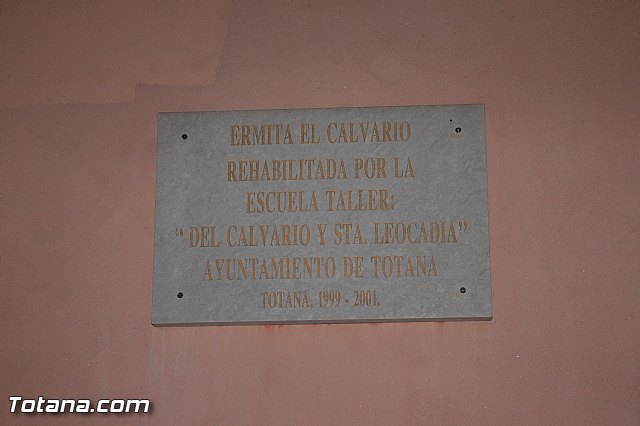 ERMITA EL CALVARIO
REHABILITADA POR LA
ESCUELA TALLER:
“DEL CALVARIO Y STA. LEOCADIA”
AYUNTAMIENTO DE TOTANA
TOTANA, 1999 - 2001.
Totana.com